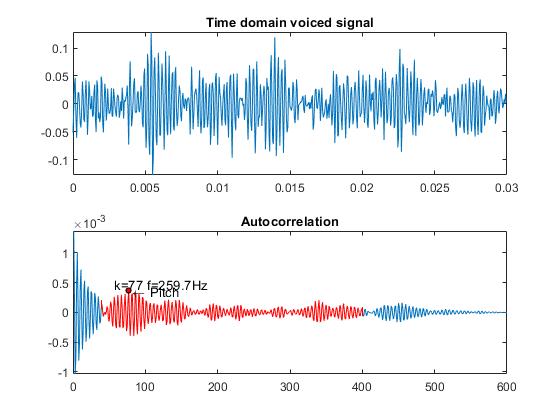 Time domain voiced signal
0.1
0.05
0
-0.05
-0.1
0 0.005 0.01 0.015 0.02 0.025 0.03
Autocorrelation
×10-3
1
0.5
0
-0.5
-1
k=77 f=259.7Hz
← Pitch
0 100 200 300 400 500 600